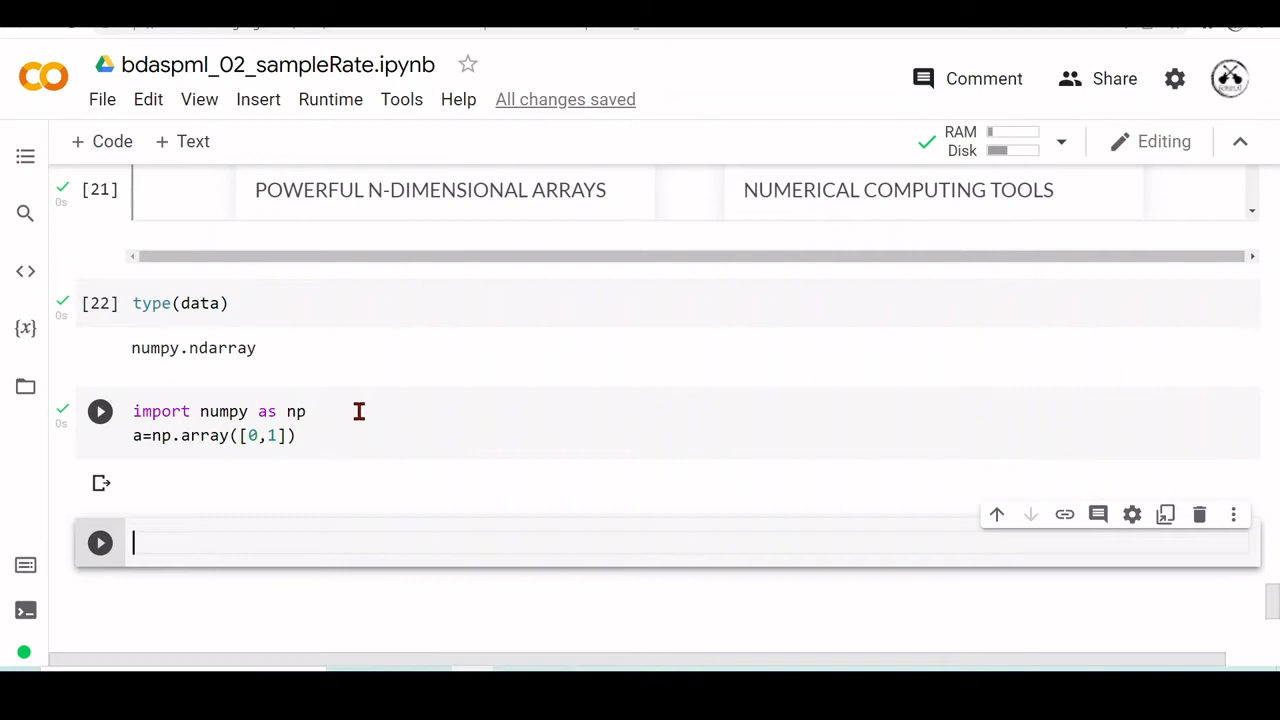 bdaspml_02_sampleRate.ipynb
File Edit View Insert Runtime Tools Help All changes saved
Comment Share
+ Code + Text
RAM
Disk
Editing
[21] POWERFUL N-DIMENSIONAL ARRAYS NUMERICAL COMPUTING TOOLS
0s
[22] type(data)
0s
numpy.ndarray
import numpy as np
0s
a=np.array([0,1])
{x}